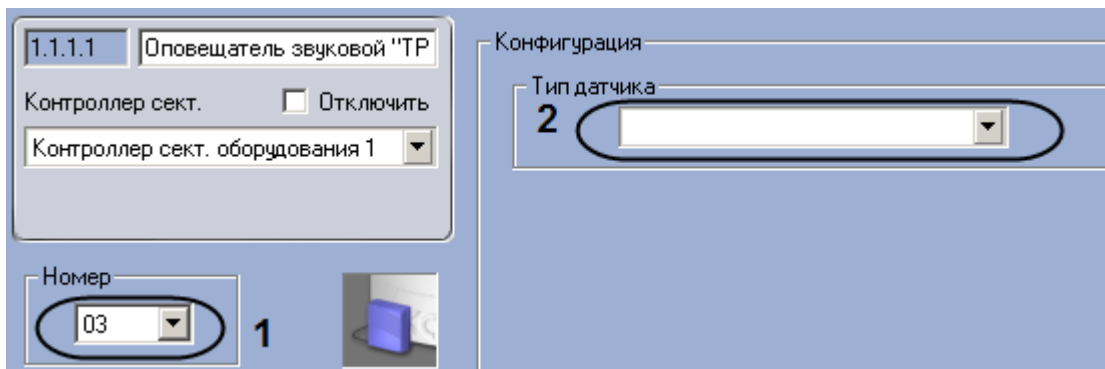 1.1.1.1 Оповещатель звуковой "ТР
Контроллер сект. Отключить
Контроллер сект. оборудования 1
Номер
03 1
Конфигурация
Тип датчика
2